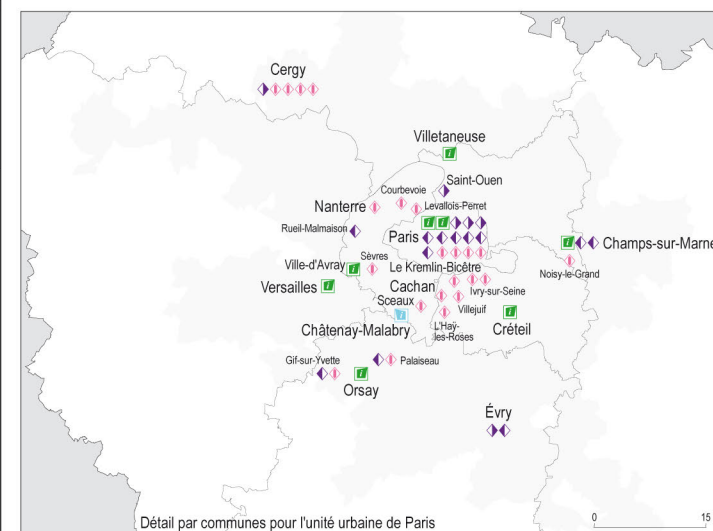 Cergy
Villetaneuse
Saint-Ouen
Courbevoie
Nanterre
Levallois-Perret
Rueil-Malmaison
Paris
Champs-sur-Marne
Sèvres
Ville-d'Avray
Le Kremlin-Bicêtre
Noisy-le-Grand
Versailles
Cachan
Ivry-sur-Seine
Sceaux
Villejuif
Châtenay-Malabry
L'Haÿ-
les-Roses
Créteil
Gif-sur-Yvette
Palaiseau
Orsay
Évry
0 15
Détail par communes pour l'unité urbaine de Paris